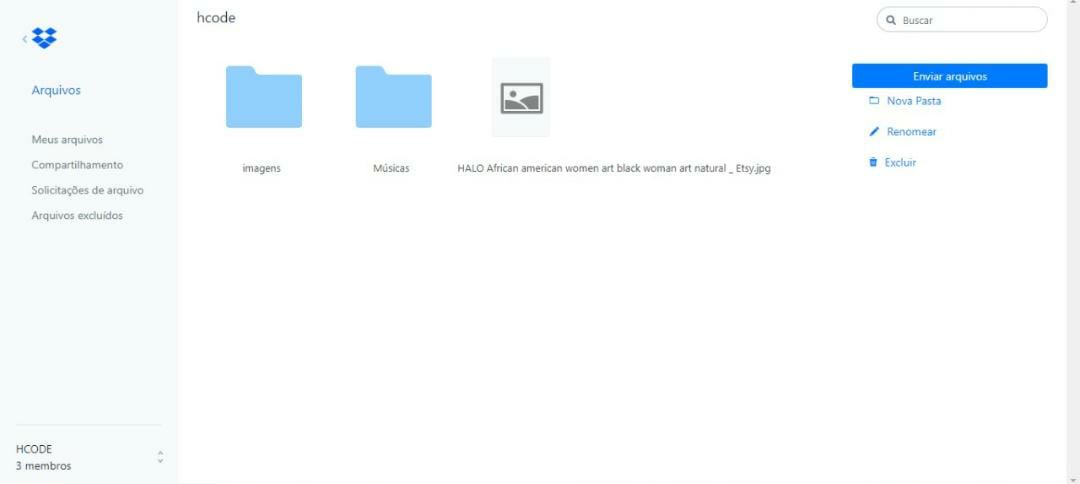 hcode
Buscar
Arquivos
Meus arquivos
Compartilhamento
Solicitações de arquivo
Arquivos excluídos
imagens
Músicas
HALO African american women art black woman art natural _ Etsy.jpg
Enviar arquivos
Nova Pasta
Renomear
Excluir
HCODE
3 membros